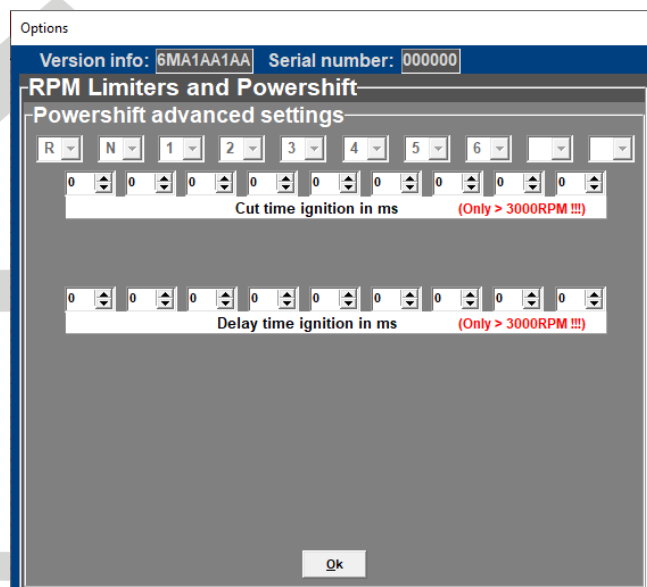 Options
Version info: 6MA1AA1AA Serial number: 000000
RPM Limiters and Powershift
Powershift advanced settings
R N 1 2 3 4 5 6
0 0 0 0 0 0 0 0 0
Cut time ignition in ms (Only > 3000RPM !!!)
0 0 0 0 0 0 0 0 0
Delay time ignition in ms (Only > 3000RPM !!!)
Ok